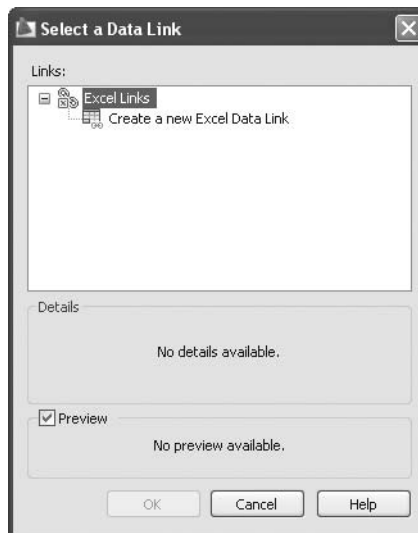 Select a Data Link
Links:
Excel Links
Create a new Excel Data Link
Details
No details available.
Preview
No preview available.
OK Cancel Help